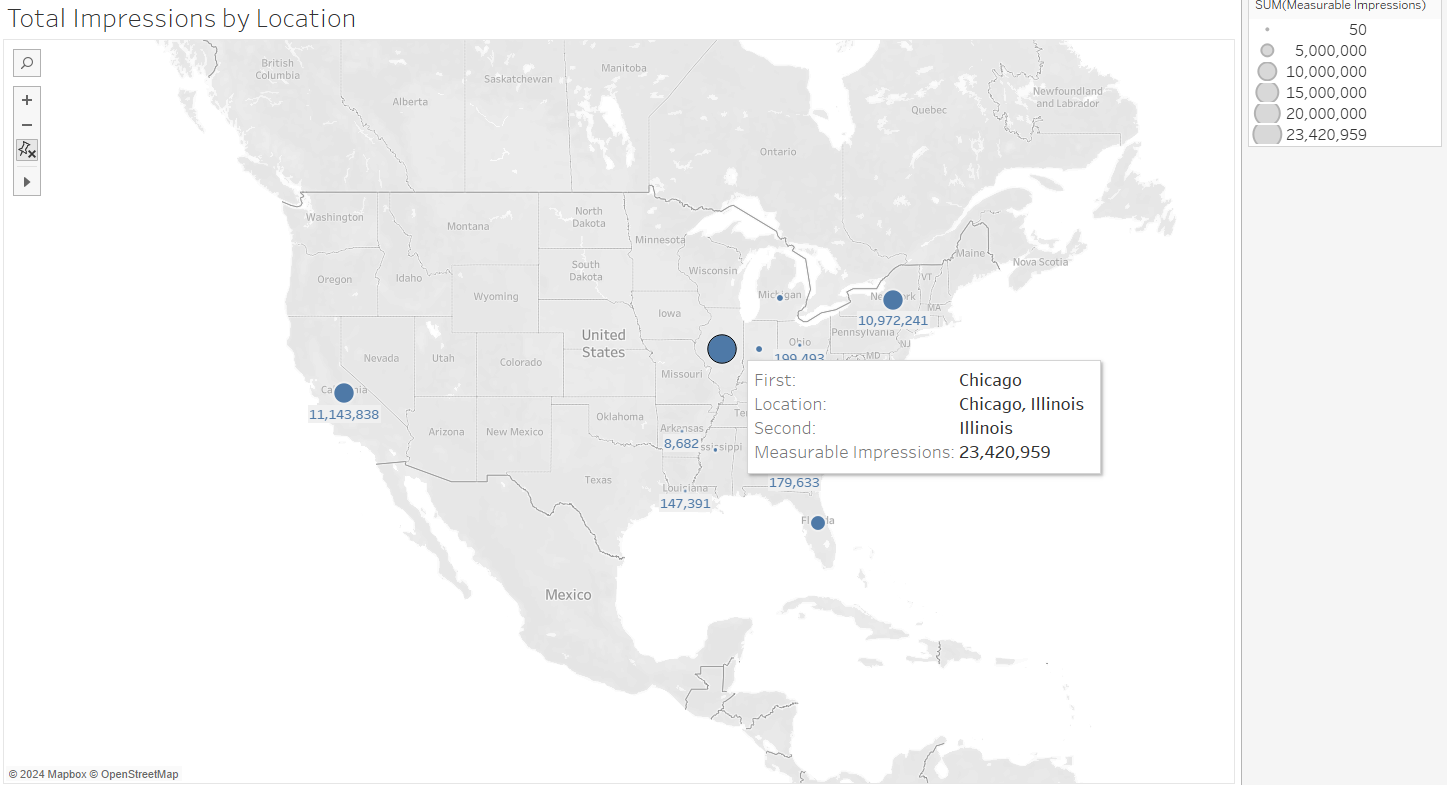 Total Impressions by Location
SUM(Measurable Impressions)
50
5,000,000
10,000,000
15,000,000
20,000,000
23,420,959
British
Columbia
Alberta
Saskatchewan
Manitoba
Ontario
Quebec
Newfoundland
and Labrador
Washington
Montana
North
Dakota
Minnesota
Maine
Nova Scotia
Oregon
Idaho
South
Dakota
Wisconsin
VT
Wyoming
Michigan
MA
10,972,241
Iowa
Pennsylvania
Nevada
Utah
Colorado
United
States
Ohio
NJ
MD
199,493
Missouri
11,143,838
Arizona
New Mexico
Oklahoma
Arkansas
8,682
Texas
Louisiana
147,391
179,633
Mexico
First: Chicago
Location: Chicago, Illinois
Second: Illinois
Measurable Impressions: 23,420,959
© 2024 Mapbox © OpenStreetMap